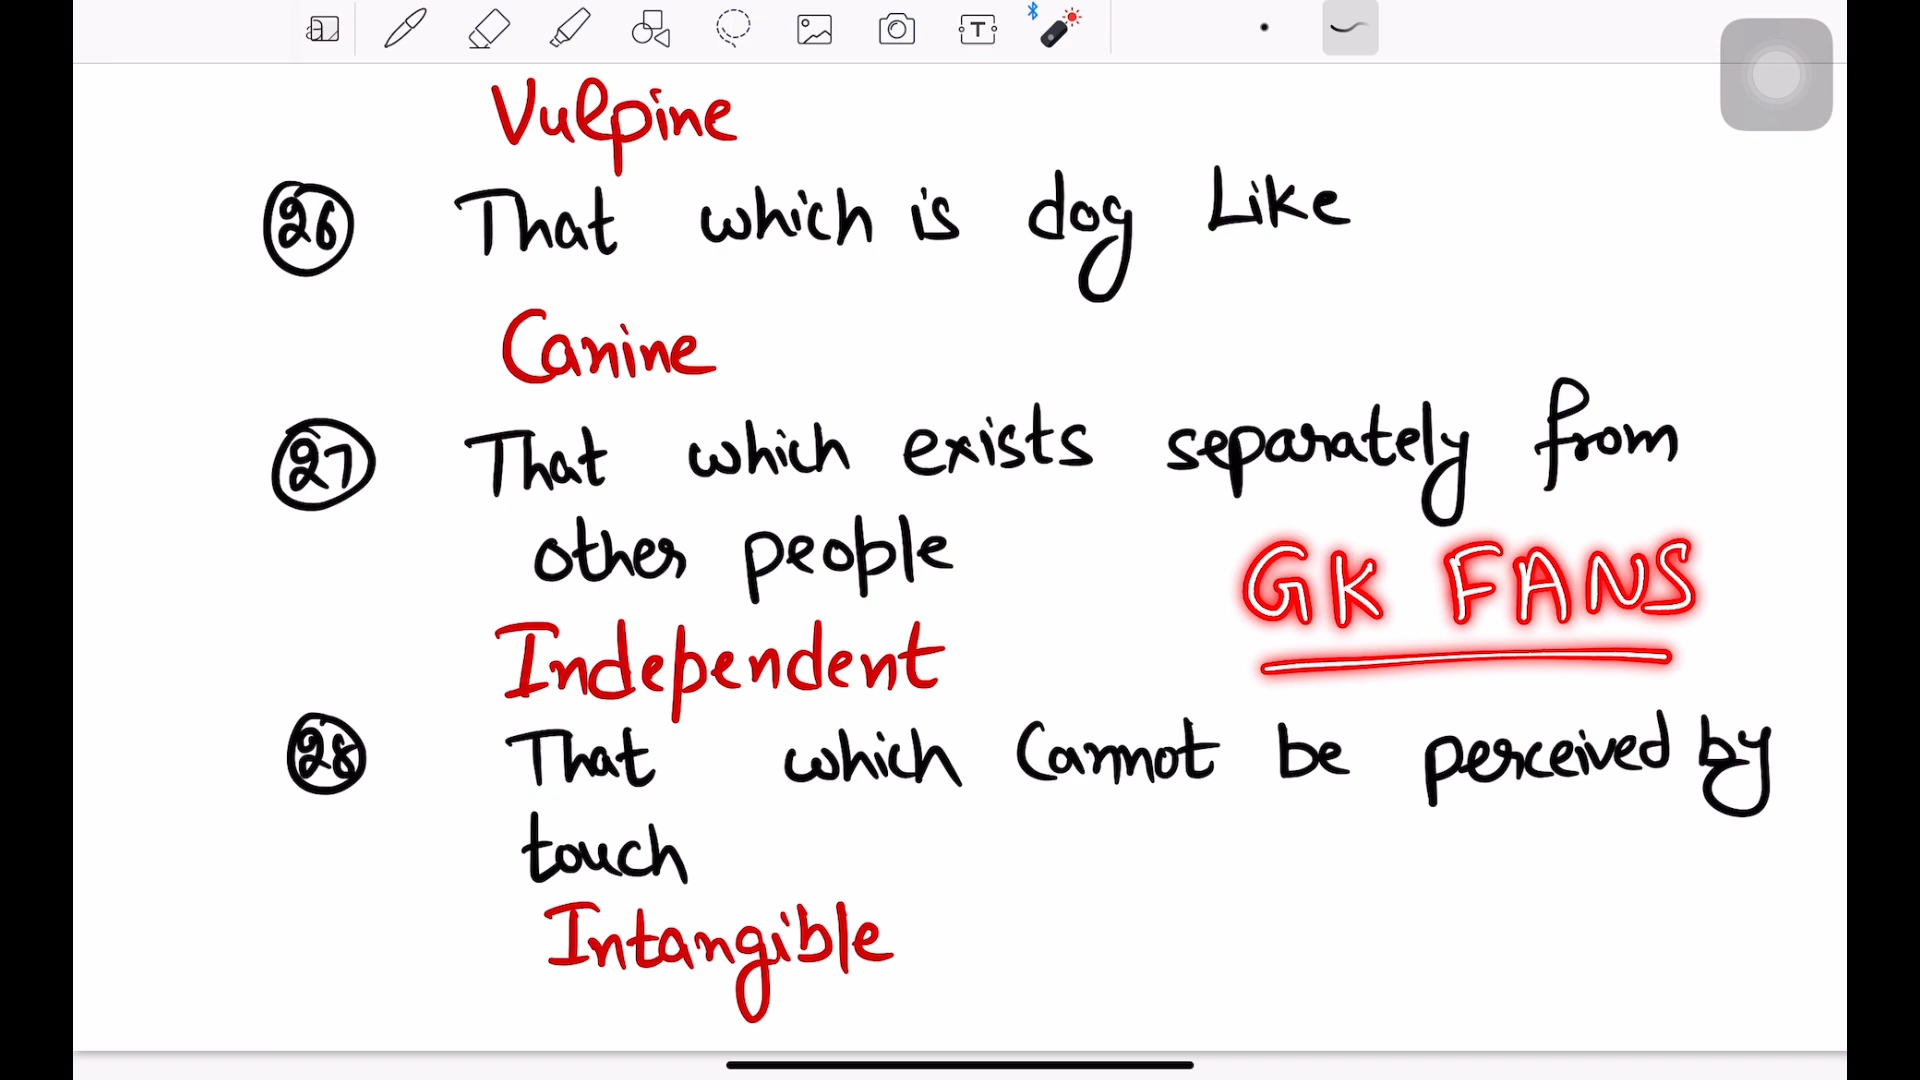 Vulpine
26 That which is dog Like
Canine
27 That which exists separately from
other people
Independent
GK FANS
28 That which Cannot be perceived by
touch
Intangible